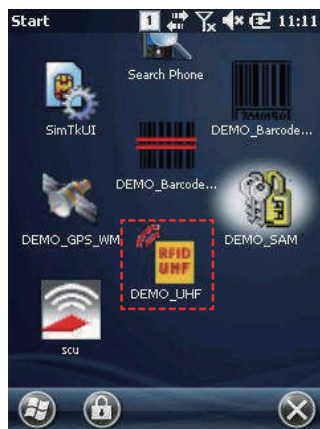 Start 1 11:11
Search Phone
SimTkUI
DEMO_Barcode...
DEMO_Barcode...
DEMO_GPS_WM
RFID
UHF
DEMO_SAM
DEMO_UHF
scu